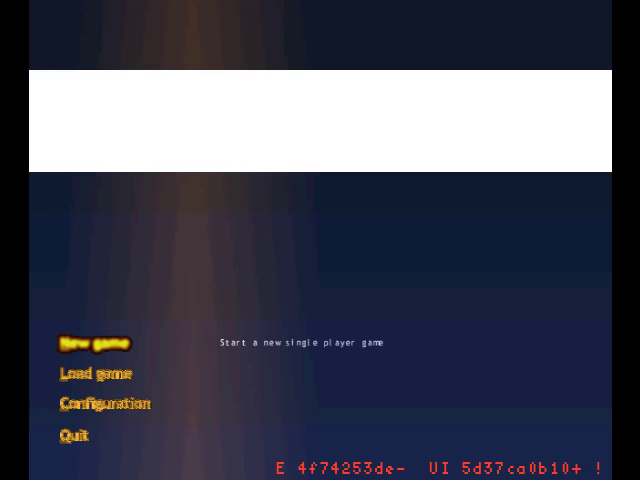 New game
Start a new single player game
Load game
Configuration
Quit
E 4f74253de- UI 5d37ca0b10+ !